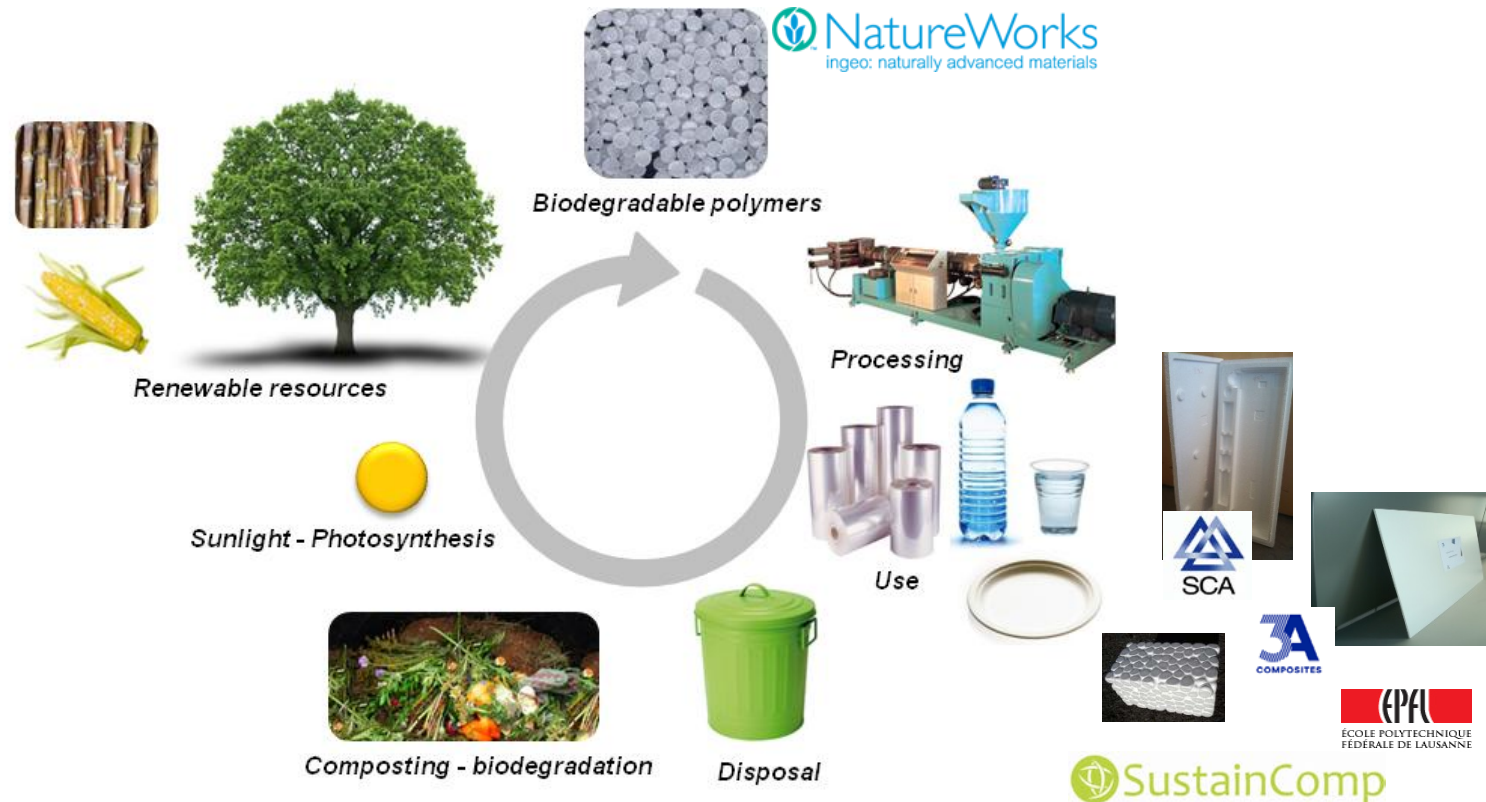 NatureWorks
ingeo: naturally advanced materials
Biodegradable polymers
Processing
Renewable resources
Sunlight - Photosynthesis
Use
SCA
3A
COMPOSITES
EPFL
ÉCOLE POLYTECHNIQUE
FÉDÉRALE DE LAUSANNE
Composting - biodegradation
Disposal
SustainComp